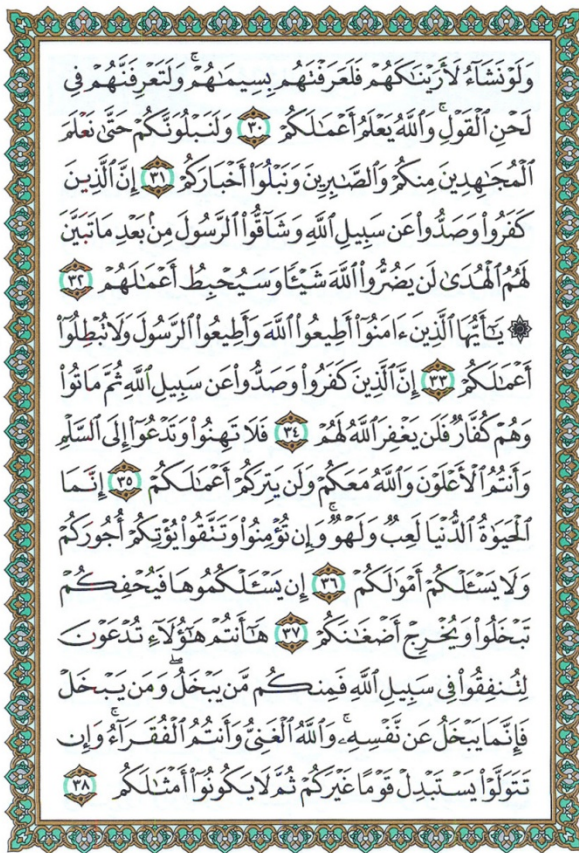 وَلَوْ نَشَآءُ لَأَرَيْنَٰكَهُمْ فَلَعَرَفْتَهُم بِسِيمَٰهُمْ ۚ وَلَتَعْرِفَنَّهُمْ فِى
لَحْنِ ٱلْقَوْلِ ۚ وَٱللَّهُ يَعْلَمُ أَعْمَٰلَكُمْ ٣٠ وَلَنَبْلُوَنَّكُمْ حَتَّىٰ نَعْلَمَ
ٱلْمُجَٰهِدِينَ مِنكُمْ وَٱلصَّٰبِرِينَ وَنَبْلُوَا۟ أَخْبَارَكُمْ ٣١ إِنَّ ٱلَّذِينَ
كَفَرُوا۟ وَصَدُّوا۟ عَن سَبِيلِ ٱللَّهِ وَشَآقُّوا۟ ٱلرَّسُولَ مِنۢ بَعْدِ مَا تَبَيَّنَ
لَهُمُ ٱلْهُدَىٰ لَن يَضُرُّوا۟ ٱللَّهَ شَيْـًٔا وَسَيُحْبِطُ أَعْمَٰلَهُمْ ٣٢
۞ يَٰٓأَيُّهَا ٱلَّذِينَ ءَامَنُوٓا۟ أَطِيعُوا۟ ٱللَّهَ وَأَطِيعُوا۟ ٱلرَّسُولَ وَلَا تُبْطِلُوٓا۟
أَعْمَٰلَكُمْ ٣٣ إِنَّ ٱلَّذِينَ كَفَرُوا۟ وَصَدُّوا۟ عَن سَبِيلِ ٱللَّهِ ثُمَّ مَاتُوا۟
وَهُمْ كُفَّارٌ فَلَن يَغْفِرَ ٱللَّهُ لَهُمْ ٣٤ فَلَا تَهِنُوا۟ وَتَدْعُوٓا۟ إِلَى ٱلسَّلْمِ
وَأَنتُمُ ٱلْأَعْلَوْنَ وَٱللَّهُ مَعَكُمْ وَلَن يَتِرَكُمْ أَعْمَٰلَكُمْ ٣٥ إِنَّمَا
ٱلْحَيَوٰةُ ٱلدُّنْيَا لَعِبٌ وَلَهْوٌ ۚ وَإِن تُؤْمِنُوا۟ وَتَتَّقُوا۟ يُؤْتِكُمْ أُجُورَكُمْ
وَلَا يَسْـَٔلْكُمْ أَمْوَٰلَكُمْ ٣٦ إِن يَسْـَٔلْكُمُوهَا فَيُحْفِكُمْ
تَبْخَلُوا۟ وَيُخْرِجْ أَضْغَٰنَكُمْ ٣٧ هَٰٓأَنتُمْ هَٰٓؤُلَآءِ تُدْعَوْنَ
لِتُنفِقُوا۟ فِى سَبِيلِ ٱللَّهِ فَمِنكُم مَّن يَبْخَلُ ۖ وَمَن يَبْخَلْ
فَإِنَّمَا يَبْخَلُ عَن نَّفْسِهِۦ ۚ وَٱللَّهُ ٱلْغَنِىُّ وَأَنتُمُ ٱلْفُقَرَآءُ ۚ وَإِن
تَتَوَلَّوْا۟ يَسْتَبْدِلْ قَوْمًا غَيْرَكُمْ ثُمَّ لَا يَكُونُوٓا۟ أَمْثَٰلَكُم ٣٨